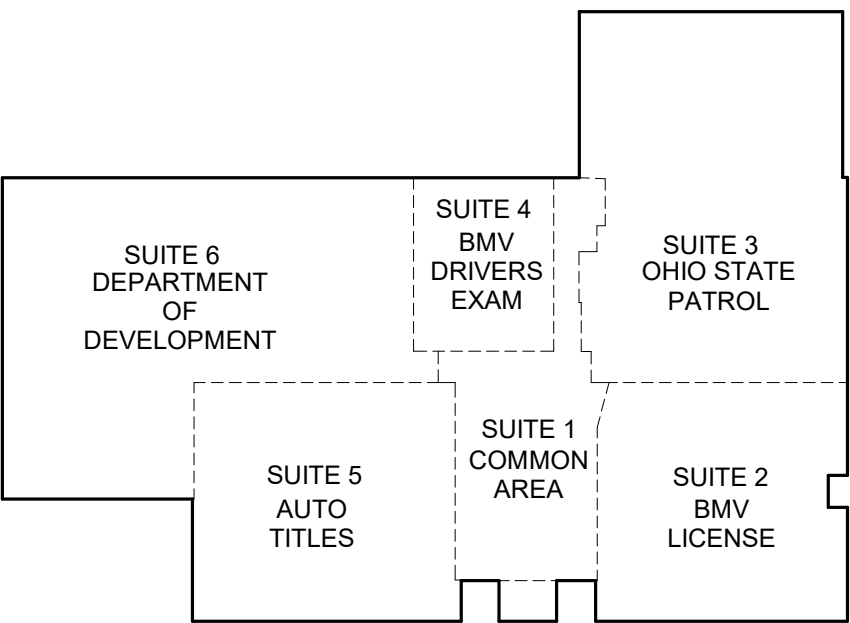 SUITE 4
BMV
DRIVERS
EXAM
SUITE 3
OHIO STATE
PATROL
SUITE 6
DEPARTMENT
OF
DEVELOPMENT
SUITE 1
COMMON
AREA
SUITE 5
AUTO
TITLES
SUITE 2
BMV
LICENSE